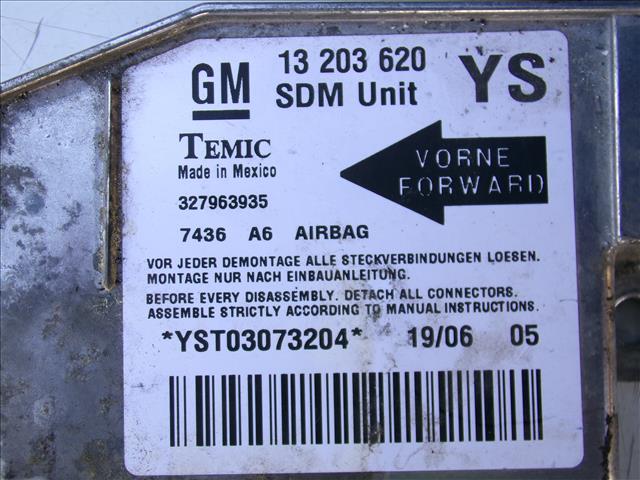 GM 13 203 620 YS
SDM Unit
TEMIC
Made in Mexico
VORNE
FORWARD
327963935
7436 A6 AIRBAG
VOR JEDER DEMONTAGE ALLE STECKVERBINDUNGEN LOESEN.
MONTAGE NUR NACH EINBAUANLEITUNG.
BEFORE EVERY DISASSEMBLY. DETACH ALL CONNECTORS.
ASSEMBLE STRICTLY ACCORDING TO MANUAL INSTRUCTIONS.
*YST03073204* 19/06 05